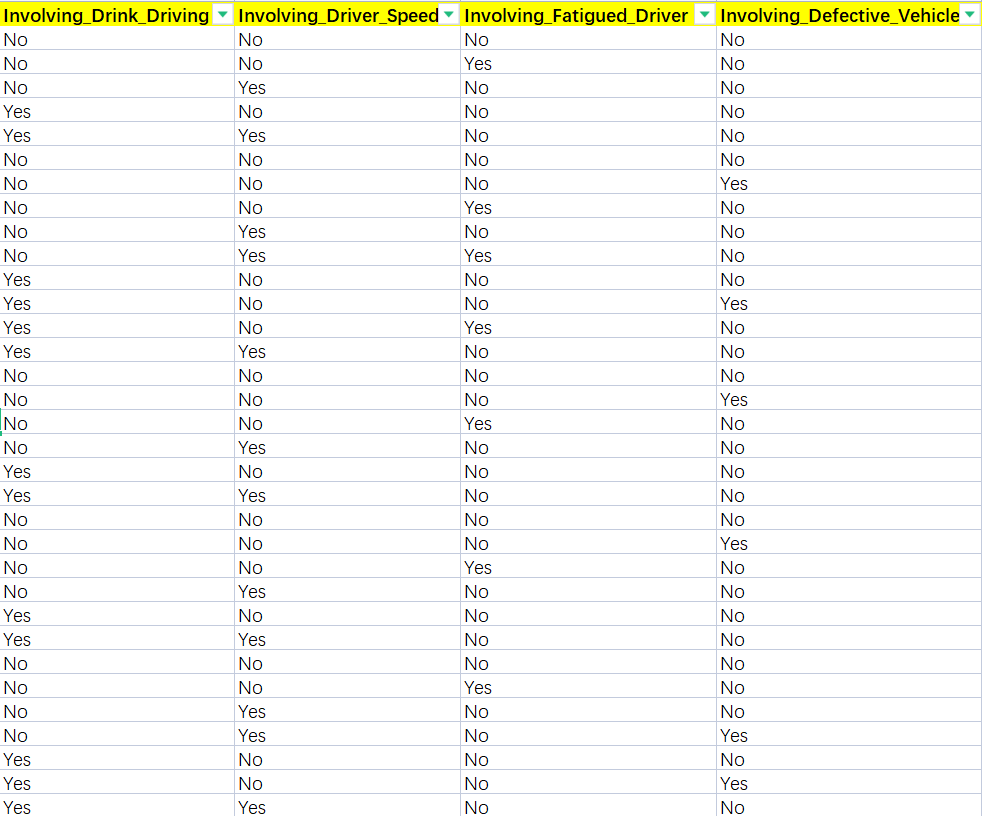 Involving_Drink_Driving Involving_Driver_Speed Involving_Fatigued_Driver Involving_Defective_Vehicle
No No No No
No No Yes No
No Yes No No
Yes No No No
Yes Yes No No
No No No No
No No No Yes
No No Yes No
No Yes No No
No Yes Yes No
Yes No No No
Yes No No Yes
Yes No Yes No
Yes Yes No No
No No No No
No No No Yes
No No Yes No
No Yes No No
Yes No No No
Yes Yes No No
No No No No
No No No Yes
No No Yes No
No Yes No No
Yes No No No
Yes Yes No No
No No No No
No No Yes No
No Yes No No
No Yes No Yes
Yes No No No
Yes No No Yes
Yes Yes No No